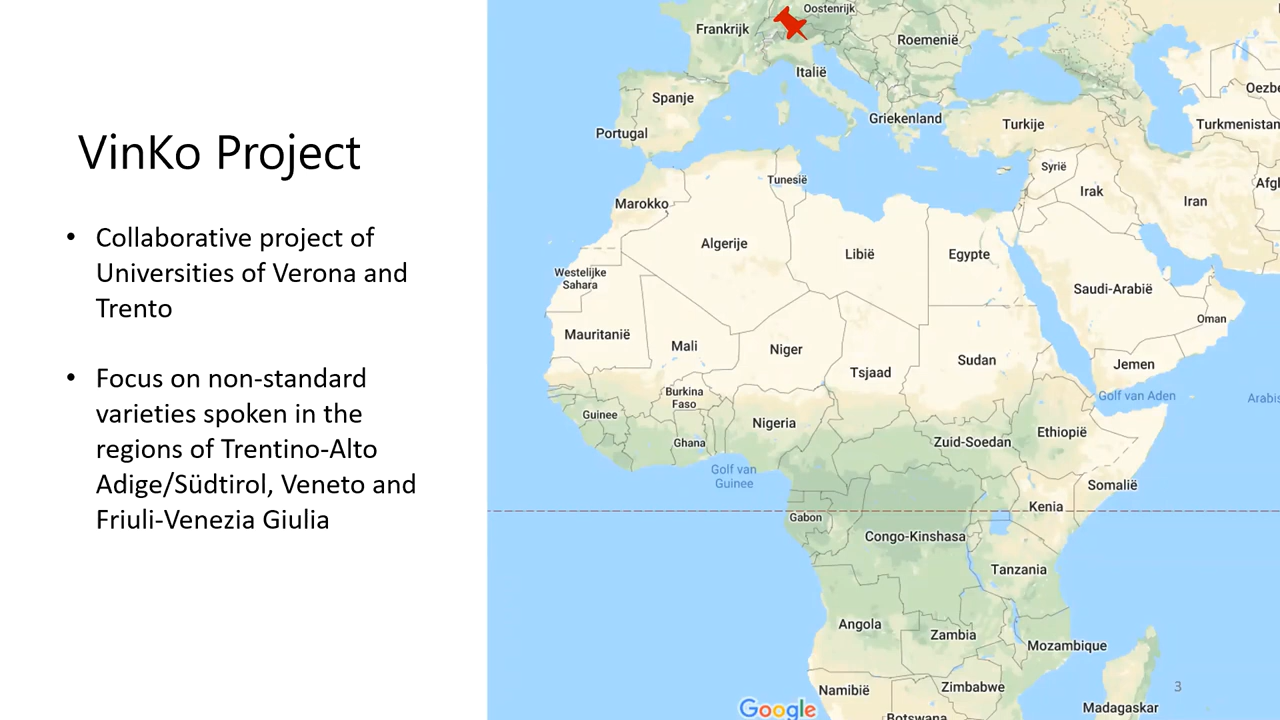 VinKo Project
• Collaborative project of
Universities of Verona and
Trento
• Focus on non-standard
varieties spoken in the
regions of Trentino-Alto
Adige/Südtirol, Veneto and
Friuli-Venezia Giulia
Oostenrijk
Frankrijk
Roemenië
Italië
Oezbe
Spanje
Griekenland
Turkije
Turkmenistan
Portugal
Syrië
Tunesië
Afgh
Irak
Iran
Marokko
Algerije
Libië
Egypte
Westelijke
Sahara
Saudi-Arabië
Oman
Mauritanië
Mali
Niger
Tsjaad
Sudan
Jemen
Burkina
Faso
Golf van Aden
Arabis
Guinee
Nigeria
Ghana
Zuid-Soedan
Ethiopië
Golf van
Guinee
Somalië
Kenia
Gabon
Congo-Kinshasa
Tanzania
Angola
Zambia
Mozambique
Namibië
Zimbabwe
3
Madagaskar
Google
Botswana